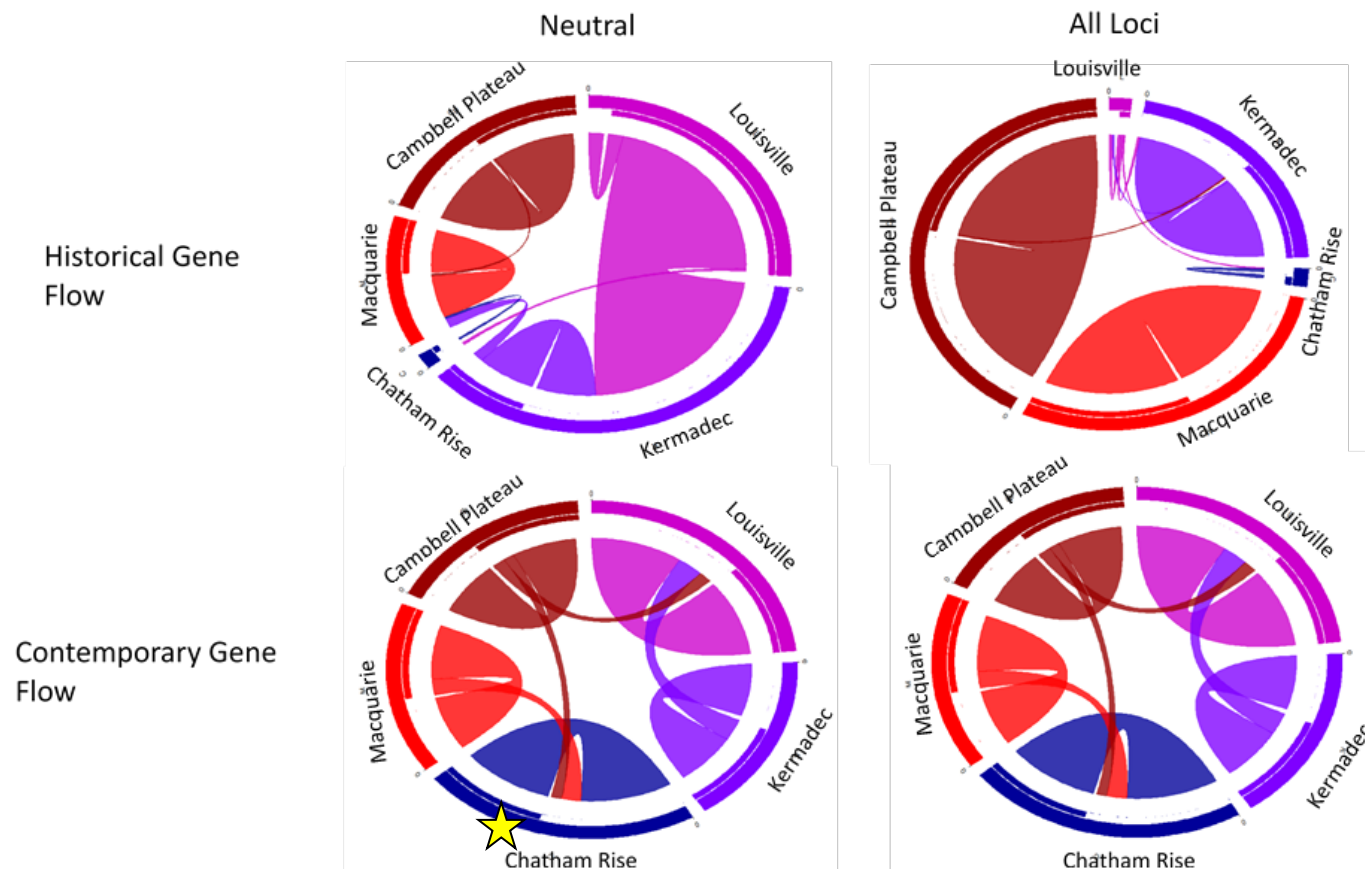 Neutral
All Loci
Historical Gene
Flow
Campbell Plateau
Louisville
Macquarie
Chatham Rise
Kermadec
Louisville
Kermadec
Campbell Plateau
Chatham Rise
Macquarie
Contemporary Gene
Flow
Campbell Plateau
Louisville
Macquarie
Kermadec
Chatham Rise
Campbell Plateau
Louisville
Macquarie
Kermadec
Chatham Rise